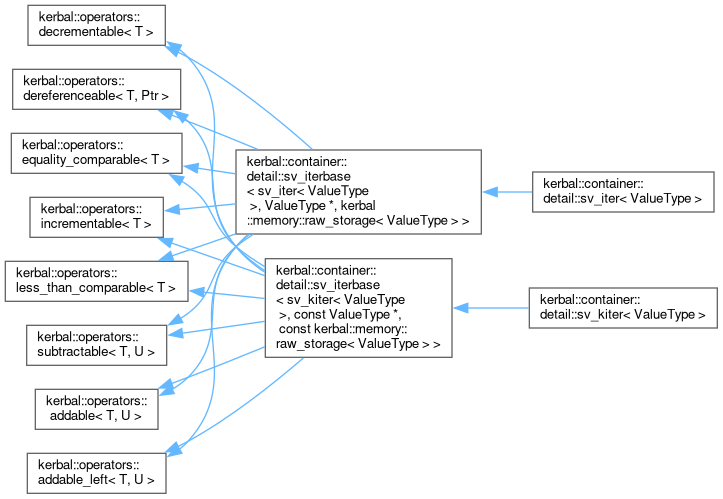 kerbal::operators::
decrementable< T >
kerbal::operators::
dereferenceable< T, Ptr >
kerbal::operators::
equality_comparable< T >
kerbal::operators::
incrementable< T >
kerbal::operators::
less_than_comparable< T >
kerbal::operators::
subtractable< T, U >
kerbal::operators::
addable< T, U >
kerbal::operators::
addable_left< T, U >
kerbal::container::
detail::sv_iterbase
< sv_iter< ValueType
>, ValueType *, kerbal
::memory::raw_storage< ValueType > >
kerbal::container::
detail::sv_iterbase
< sv_kiter< ValueType
>, const ValueType *,
const kerbal::memory::
raw_storage< ValueType > >
kerbal::container::
detail::sv_iter< ValueType >
kerbal::container::
detail::sv_kiter< ValueType >